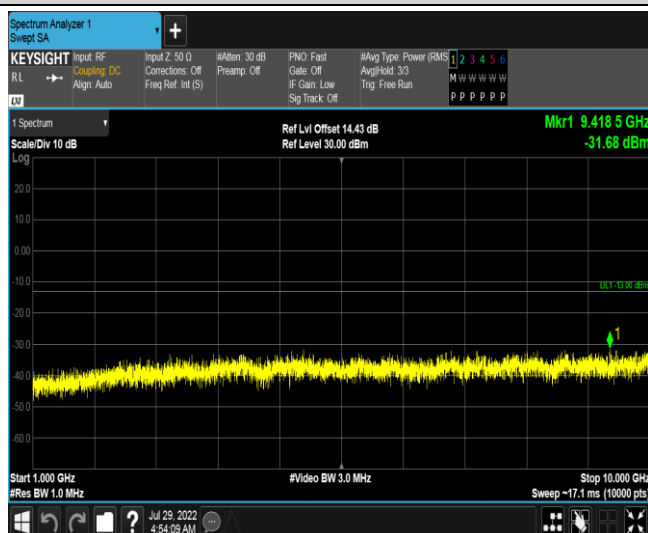 Spectrum Analyzer 1
Swept SA
+
KEYSIGHT
RL
LXI
Input: RF
Coupling: DC
Align: Auto
Input Z: 50 Ω
Corrections: Off
Freq Ref: Int (S)
#Atten: 30 dB
Preamp: Off
PNO: Fast
Gate: Off
IF Gain: Low
Sig Track: Off
#Avg Type: Power (RMS
Avg|Hold: 3/3
Trig: Free Run
1 2 3 4 5 6
M W W W W W
P P P P P P
1 Spectrum
Scale/Div 10 dB
Log
Ref Lvl Offset 14.43 dB
Ref Level 30.00 dBm
Mkr1 9.418 5 GHz
-31.68 dBm
20.0
10.0
0.00
-10.0
DL1 -13.00 dBm
-20.0
-30.0
1
-40.0
-50.0
-60.0
Start 1.000 GHz
#Res BW 1.0 MHz
#Video BW 3.0 MHz
Stop 10.000 GHz
Sweep ~17.1 ms (10000 pts)
?
Jul 29, 2022
4:54:09 AM